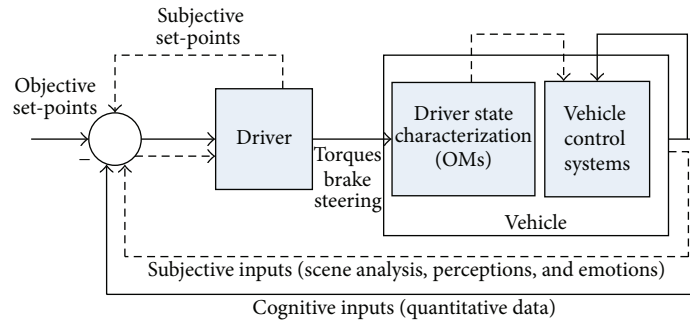 Subjective
set-points
Objective
set-points
−
Driver
Torques
brake
steering
Driver state
characterization
(OMs)
Vehicle
control
systems
Vehicle
Subjective inputs (scene analysis, perceptions, and emotions)
Cognitive inputs (quantitative data)